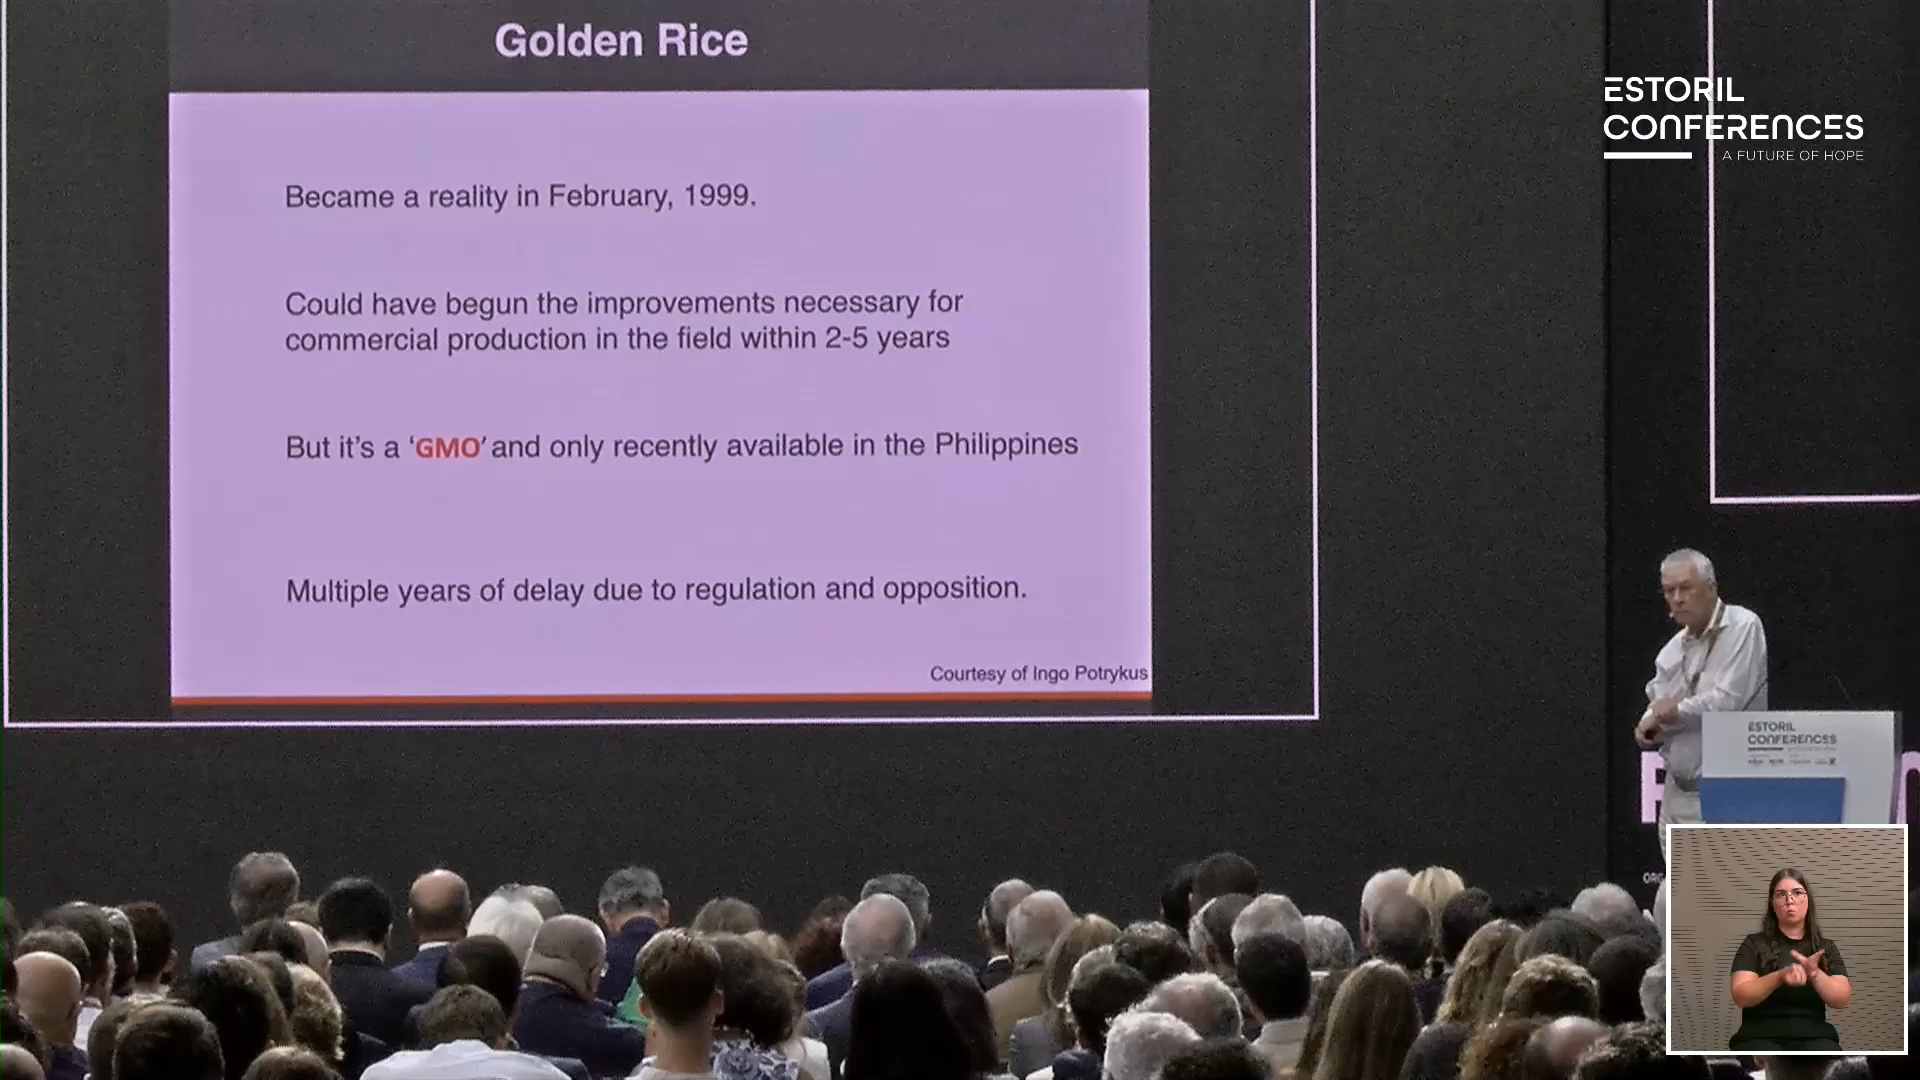 Golden Rice
Became a reality in February, 1999.
Could have begun the improvements necessary for
commercial production in the field within 2-5 years
But it's a ‘GMO’ and only recently available in the Philippines
Multiple years of delay due to regulation and opposition.
Courtesy of Ingo Potrykus
ESTORIL
CONFERENCES
A FUTURE OF HOPE
ESTORIL
CONFERENCES